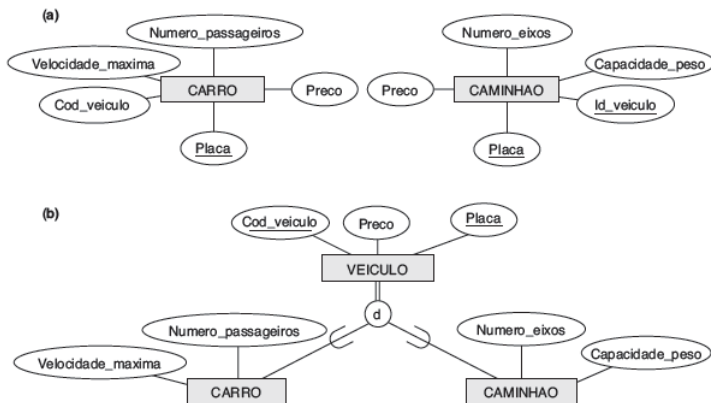 (a)
Numero_passageiros
Velocidade_maxima
Cod_veiculo
CARRO
Preco
Placa
Numero_eixos
Capacidade_peso
Preco
CAMINHAO
Id_veiculo
Placa
(b)
Cod_veiculo
Preco
Placa
VEICULO
d
Numero_passageiros
Velocidade_maxima
CARRO
Numero_eixos
Capacidade_peso
CAMINHAO